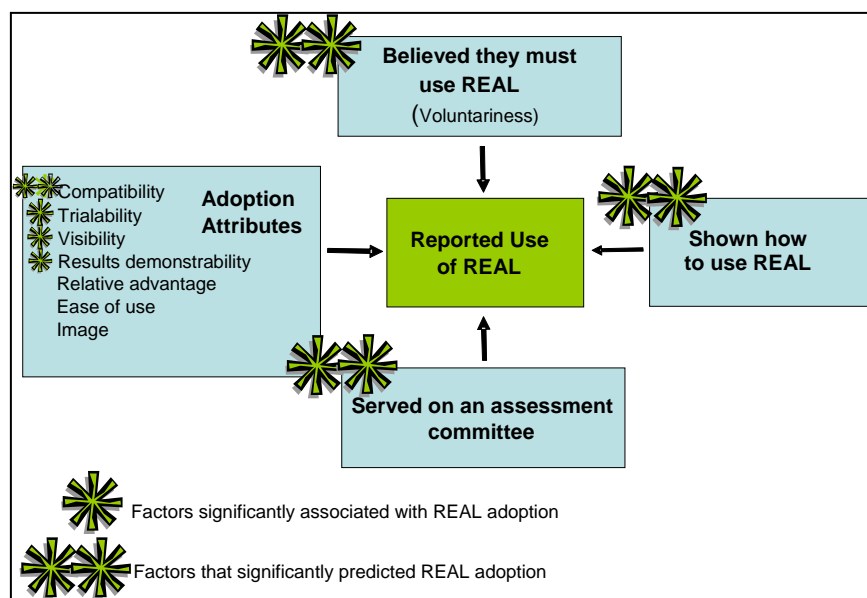 Believed they must
use REAL
(Voluntariness)
Compatibility
Trialability
Visibility
Results demonstrability
Relative advantage
Ease of use
Image
Adoption
Attributes
Reported Use
of REAL
Shown how
to use REAL
Served on an assessment
committee
Factors significantly associated with REAL adoption
Factors that significantly predicted REAL adoption